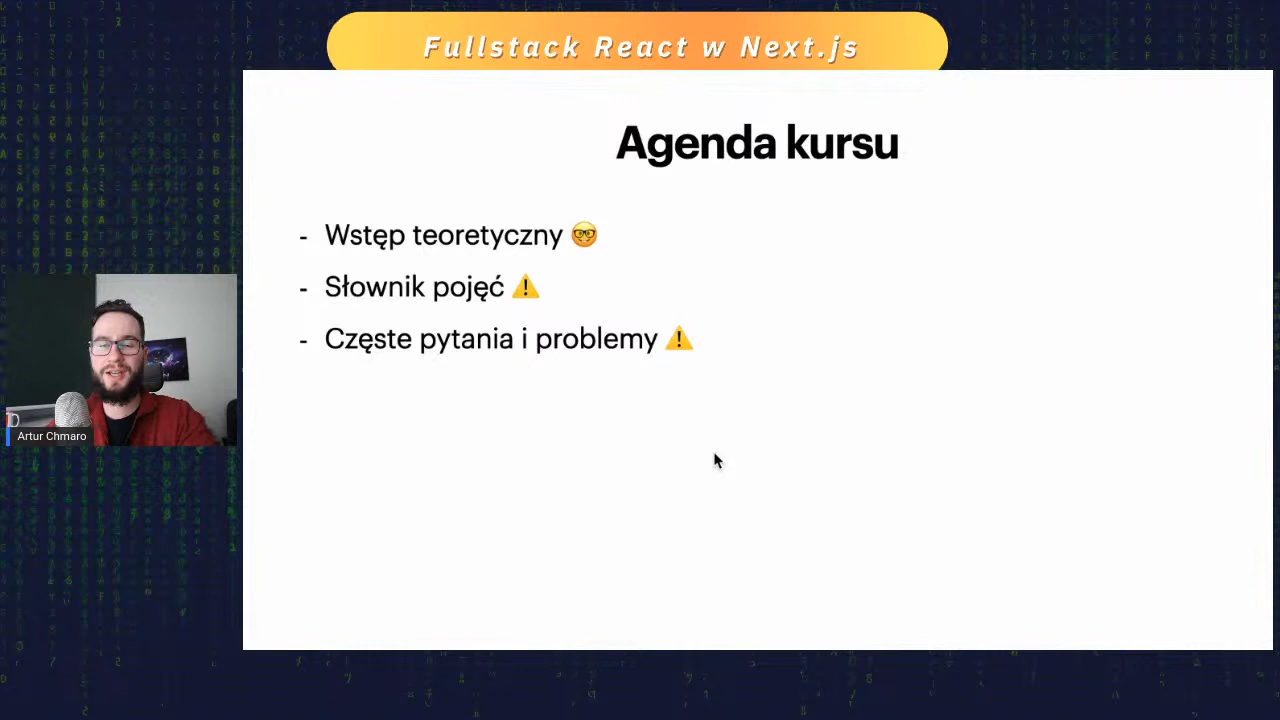 Fullstack React w Next.js
Agenda kursu
- Wstęp teoretyczny 🤓
- Słownik pojęć ⚠️
- Częste pytania i problemy ⚠️
Artur Chmaro